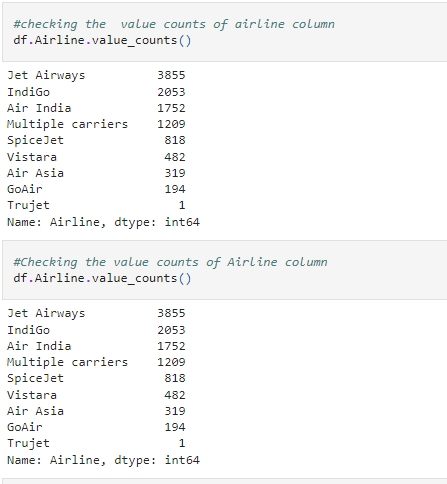 #checking the  value counts of airline column
df.Airline.value_counts()
Jet Airways          3855
IndiGo               2053
Air India            1752
Multiple carriers    1209
SpiceJet              818
Vistara               482
Air Asia              319
GoAir                 194
Trujet                  1
Name: Airline, dtype: int64
#Checking the value counts of Airline column
df.Airline.value_counts()
Jet Airways          3855
IndiGo               2053
Air India            1752
Multiple carriers    1209
SpiceJet              818
Vistara               482
Air Asia              319
GoAir                 194
Trujet                  1
Name: Airline, dtype: int64